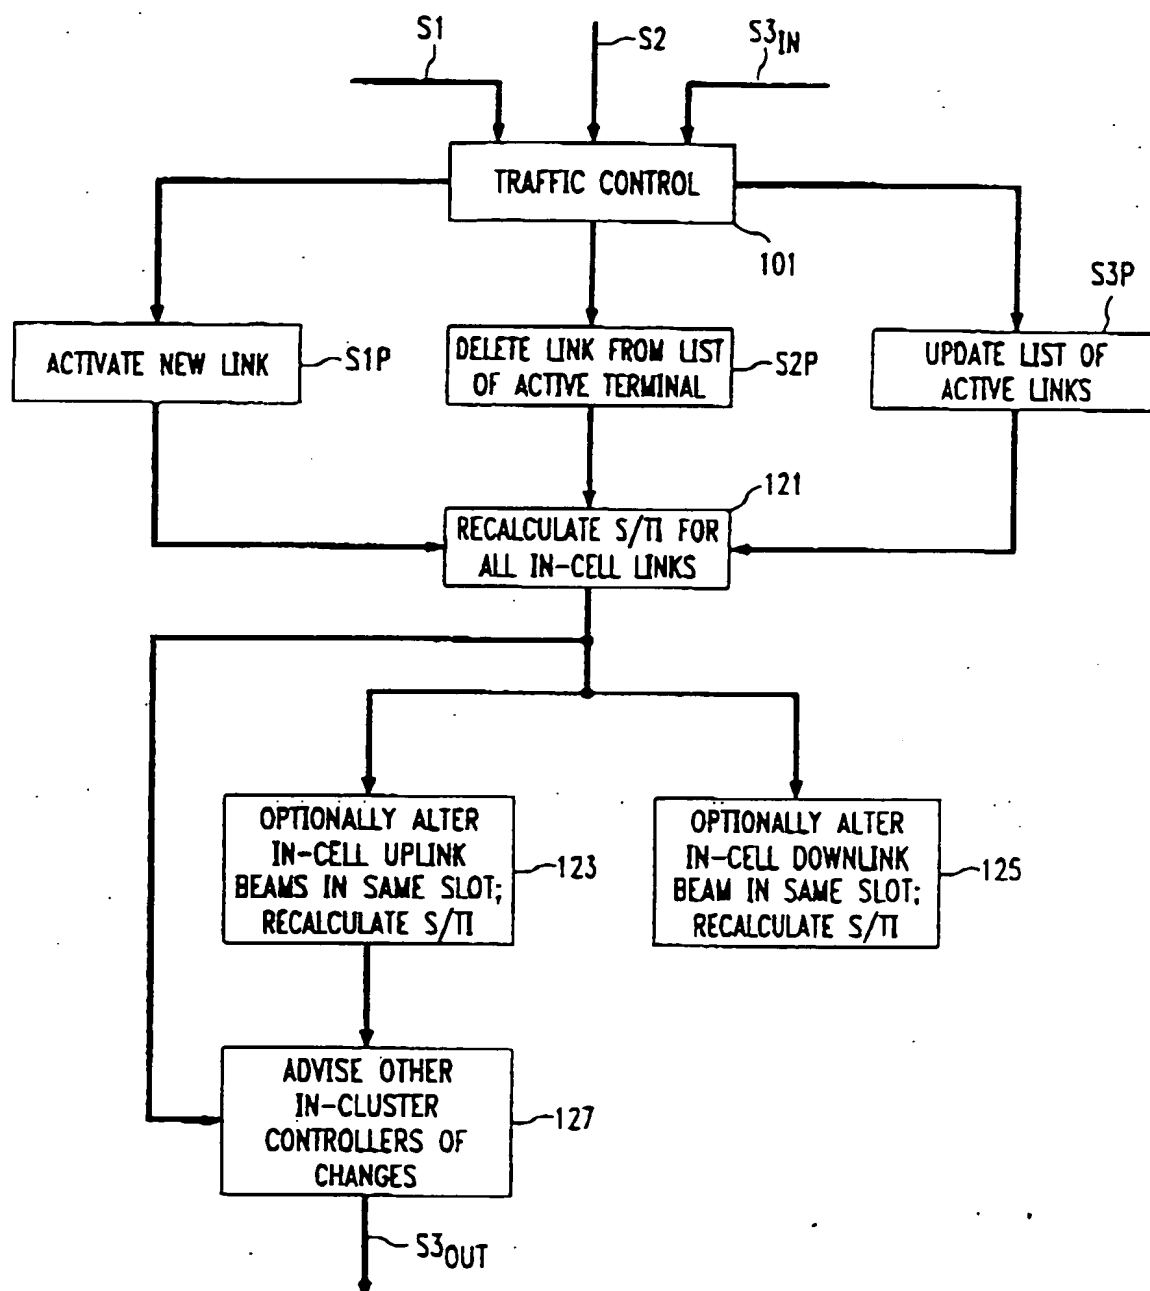 S1
S2
S3IN
TRAFFIC CONTROL
101
S3P
ACTIVATE NEW LINK
S1P
DELETE LINK FROM LIST
OF ACTIVE TERMINAL
S2P
UPDATE LIST OF
ACTIVE LINKS
121
RECALCULATE S/TI FOR
ALL IN-CELL LINKS
OPTIONALLY ALTER
IN-CELL UPLINK
BEAMS IN SAME SLOT;
RECALCULATE S/TI
123
OPTIONALLY ALTER
IN-CELL DOWNLINK
BEAM IN SAME SLOT;
RECALCULATE S/TI
125
ADVISE OTHER
IN-CLUSTER
CONTROLLERS OF
CHANGES
127
S3OUT